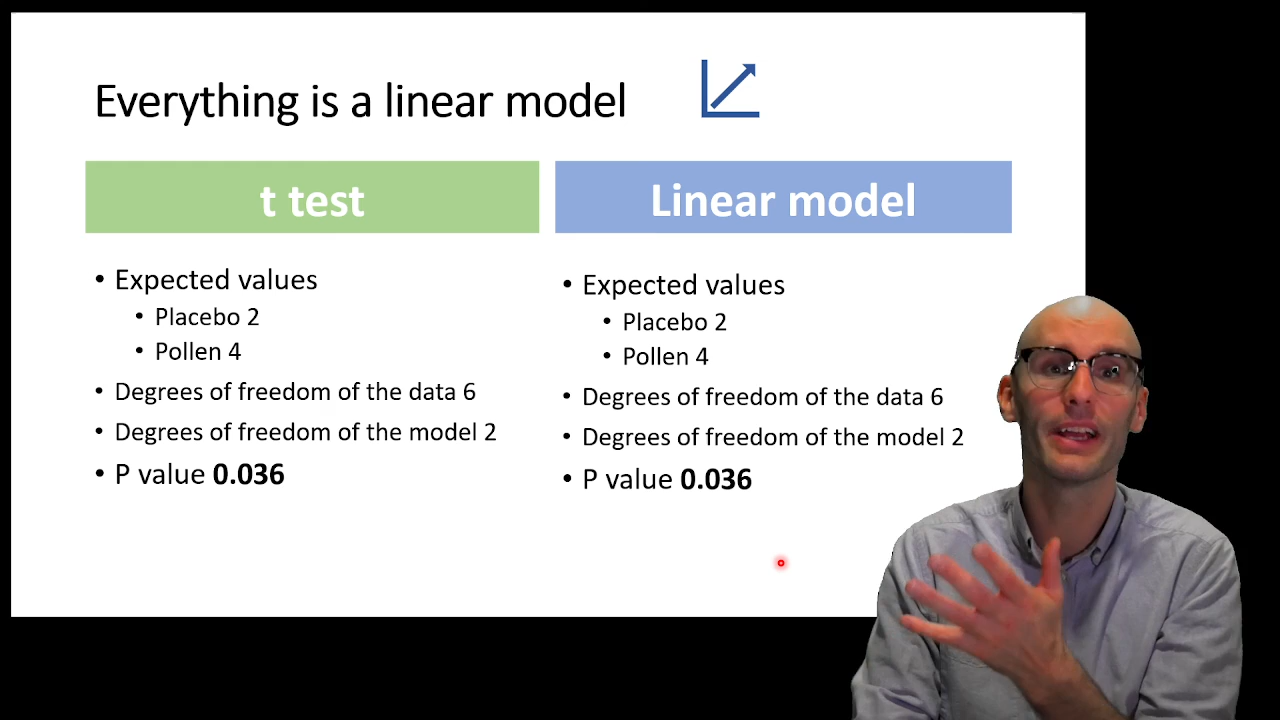 Everything is a linear model
t test
• Expected values
• Placebo 2
• Pollen 4
• Degrees of freedom of the data 6
• Degrees of freedom of the model 2
• P value 0.036
Linear model
• Expected values
• Placebo 2
• Pollen 4
• Degrees of freedom of the data 6
• Degrees of freedom of the model 2
• P value 0.036